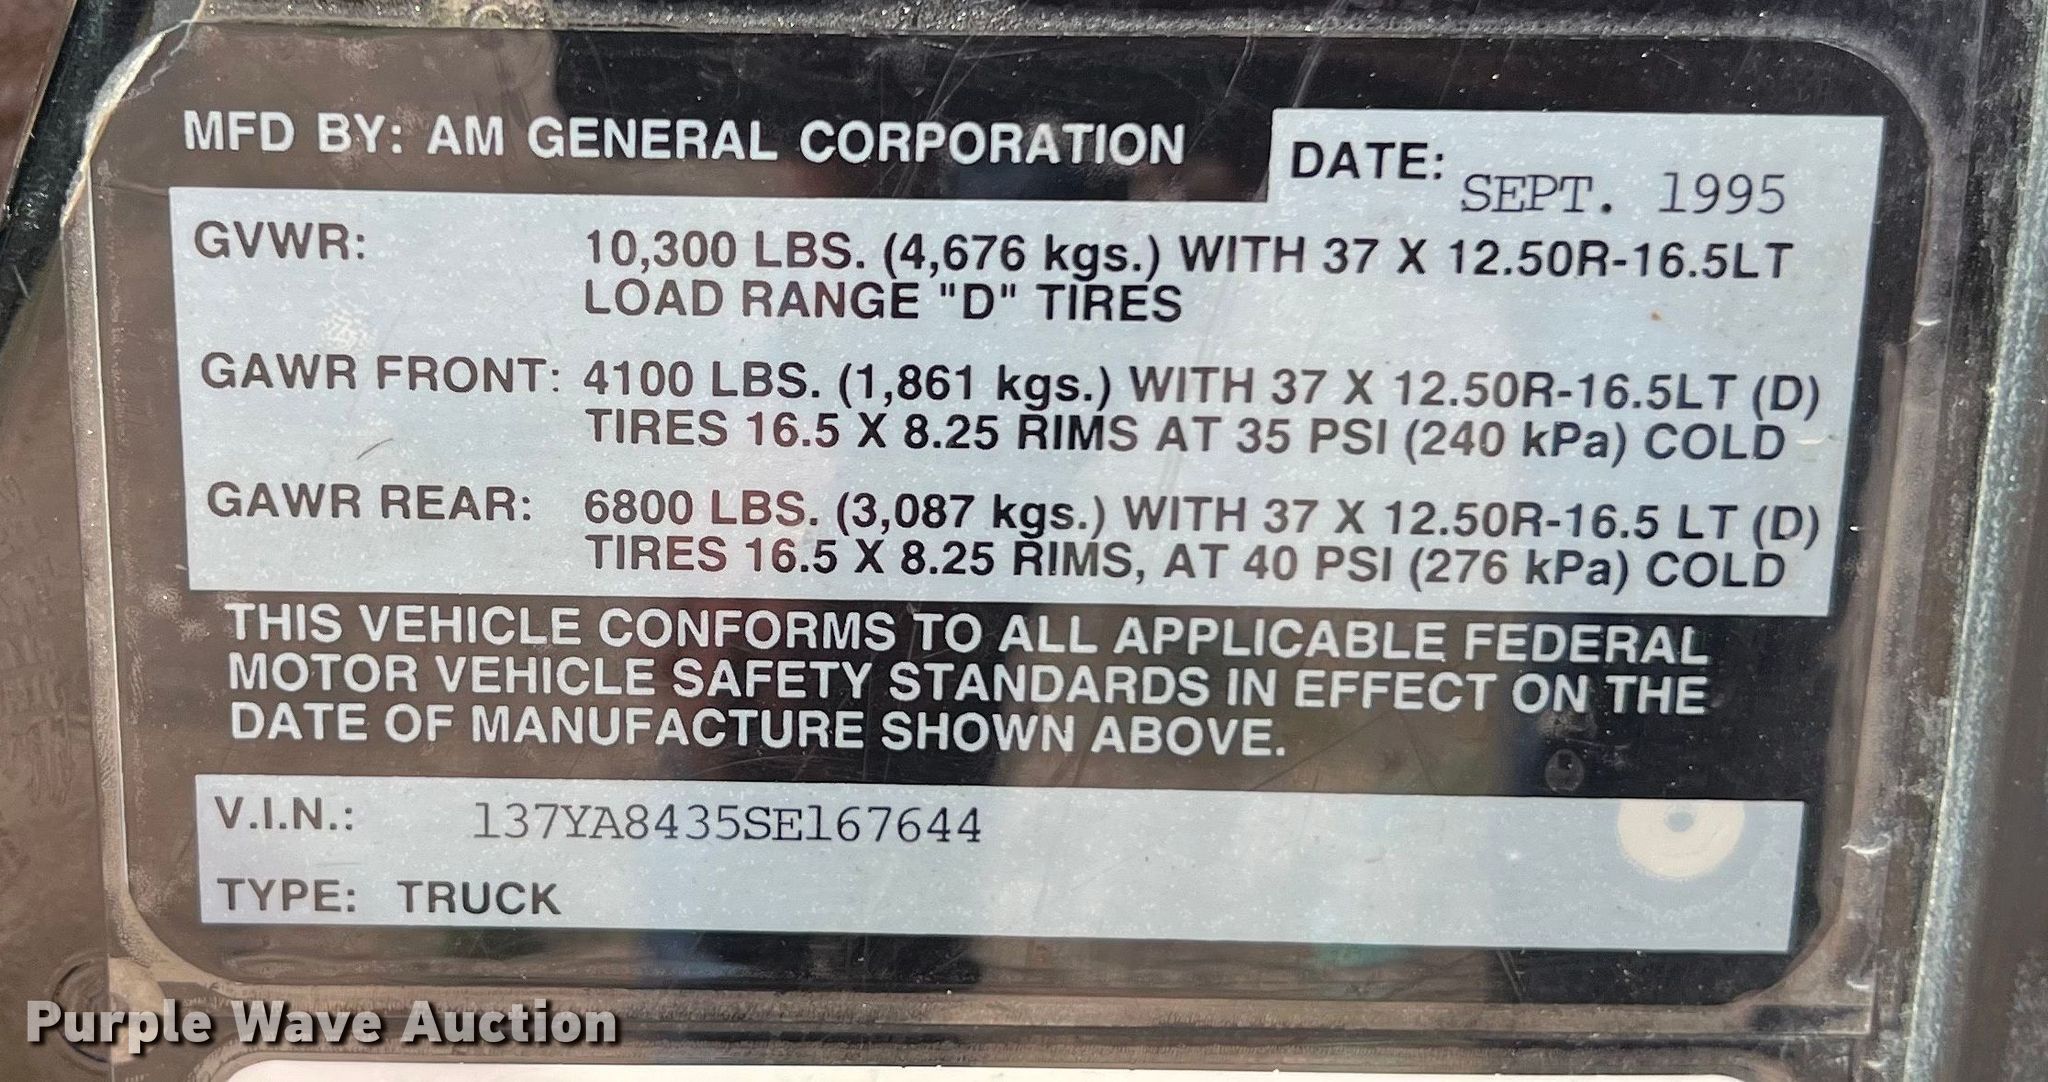 MFD BY: AM GENERAL CORPORATION DATE: SEPT. 1995
GVWR: 10,300 LBS. (4,676 kgs.) WITH 37 X 12.50R-16.5LT
LOAD RANGE "D" TIRES
GAWR FRONT: 4100 LBS. (1,861 kgs.) WITH 37 X 12.50R-16.5LT (D)
TIRES 16.5 X 8.25 RIMS AT 35 PSI (240 kPa) COLD
GAWR REAR: 6800 LBS. (3,087 kgs.) WITH 37 X 12.50R-16.5 LT (D)
TIRES 16.5 X 8.25 RIMS, AT 40 PSI (276 kPa) COLD
THIS VEHICLE CONFORMS TO ALL APPLICABLE FEDERAL
MOTOR VEHICLE SAFETY STANDARDS IN EFFECT ON THE
DATE OF MANUFACTURE SHOWN ABOVE.
V.I.N.: 137YA8435SE167644
TYPE: TRUCK
Purple Wave Auction